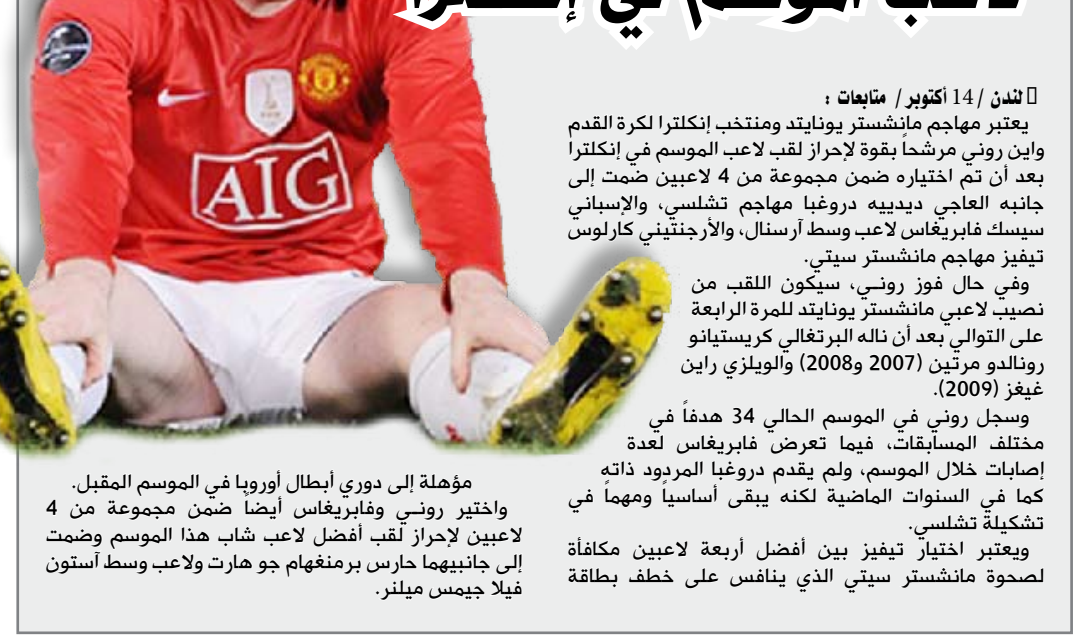 لاعب الموسم في إنكلترا
لندن / 14 أكتوبر / متابعات :
يعتبر مهاجم مانشستر يونايتد ومنتخب إنكلترا لكرة القدم
واين روني مرشحاً بقوة لإحراز لقب لاعب الموسم في إنكلترا
بعد أن تم اختياره ضمن مجموعة من 4 لاعبين ضمت إلى
جانبه العاجي ديدييه دروغبا مهاجم تشلسي، والإسباني
سيسك فابريغاس لاعب وسط آرسنال، والأرجنتيني كارلوس
تيفيز مهاجم مانشستر سيتي.
وفي حال فوز روني، سيكون اللقب من
نصيب لاعبي مانشستر يونايتد للمرة الرابعة
على التوالي بعد أن ناله البرتغالي كريستيانو
رونالدو مرتين (2007 و2008) والويلزي راين
غيغز (2009).
وسجل روني في الموسم الحالي 34 هدفاً في
مختلف المسابقات، فيما تعرض فابريغاس لعدة
إصابات خلال الموسم، ولم يقدم دروغبا المردود ذاته
كما في السنوات الماضية لكنه يبقى أساسياً ومهماً في
تشكيلة تشلسي.
ويعتبر اختيار تيفيز بين أفضل أربعة لاعبين مكافأة
لصحوة مانشستر سيتي الذي ينافس على خطف بطاقة
مؤهلة إلى دوري أبطال أوروبا في الموسم المقبل.
واختير روني وفابريغاس أيضاً ضمن مجموعة من 4
لاعبين لإحراز لقب أفضل لاعب شاب هذا الموسم وضمت
إلى جانبيهما حارس برمنغهام جو هارت ولاعب وسط آستون
فيلا جيمس ميلنر.
AIG